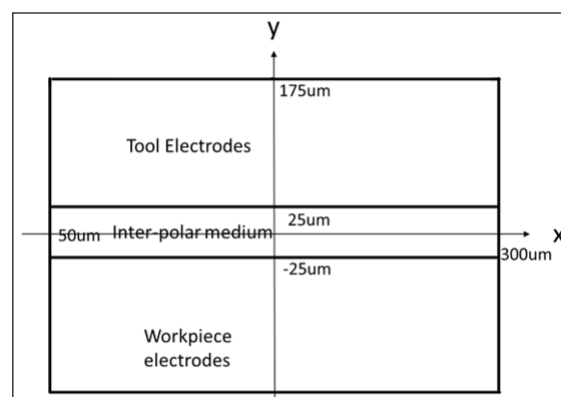 y
175um
Tool Electrodes
25um
50um
Inter-polar medium
x
300um
-25um
Workpiece
electrodes